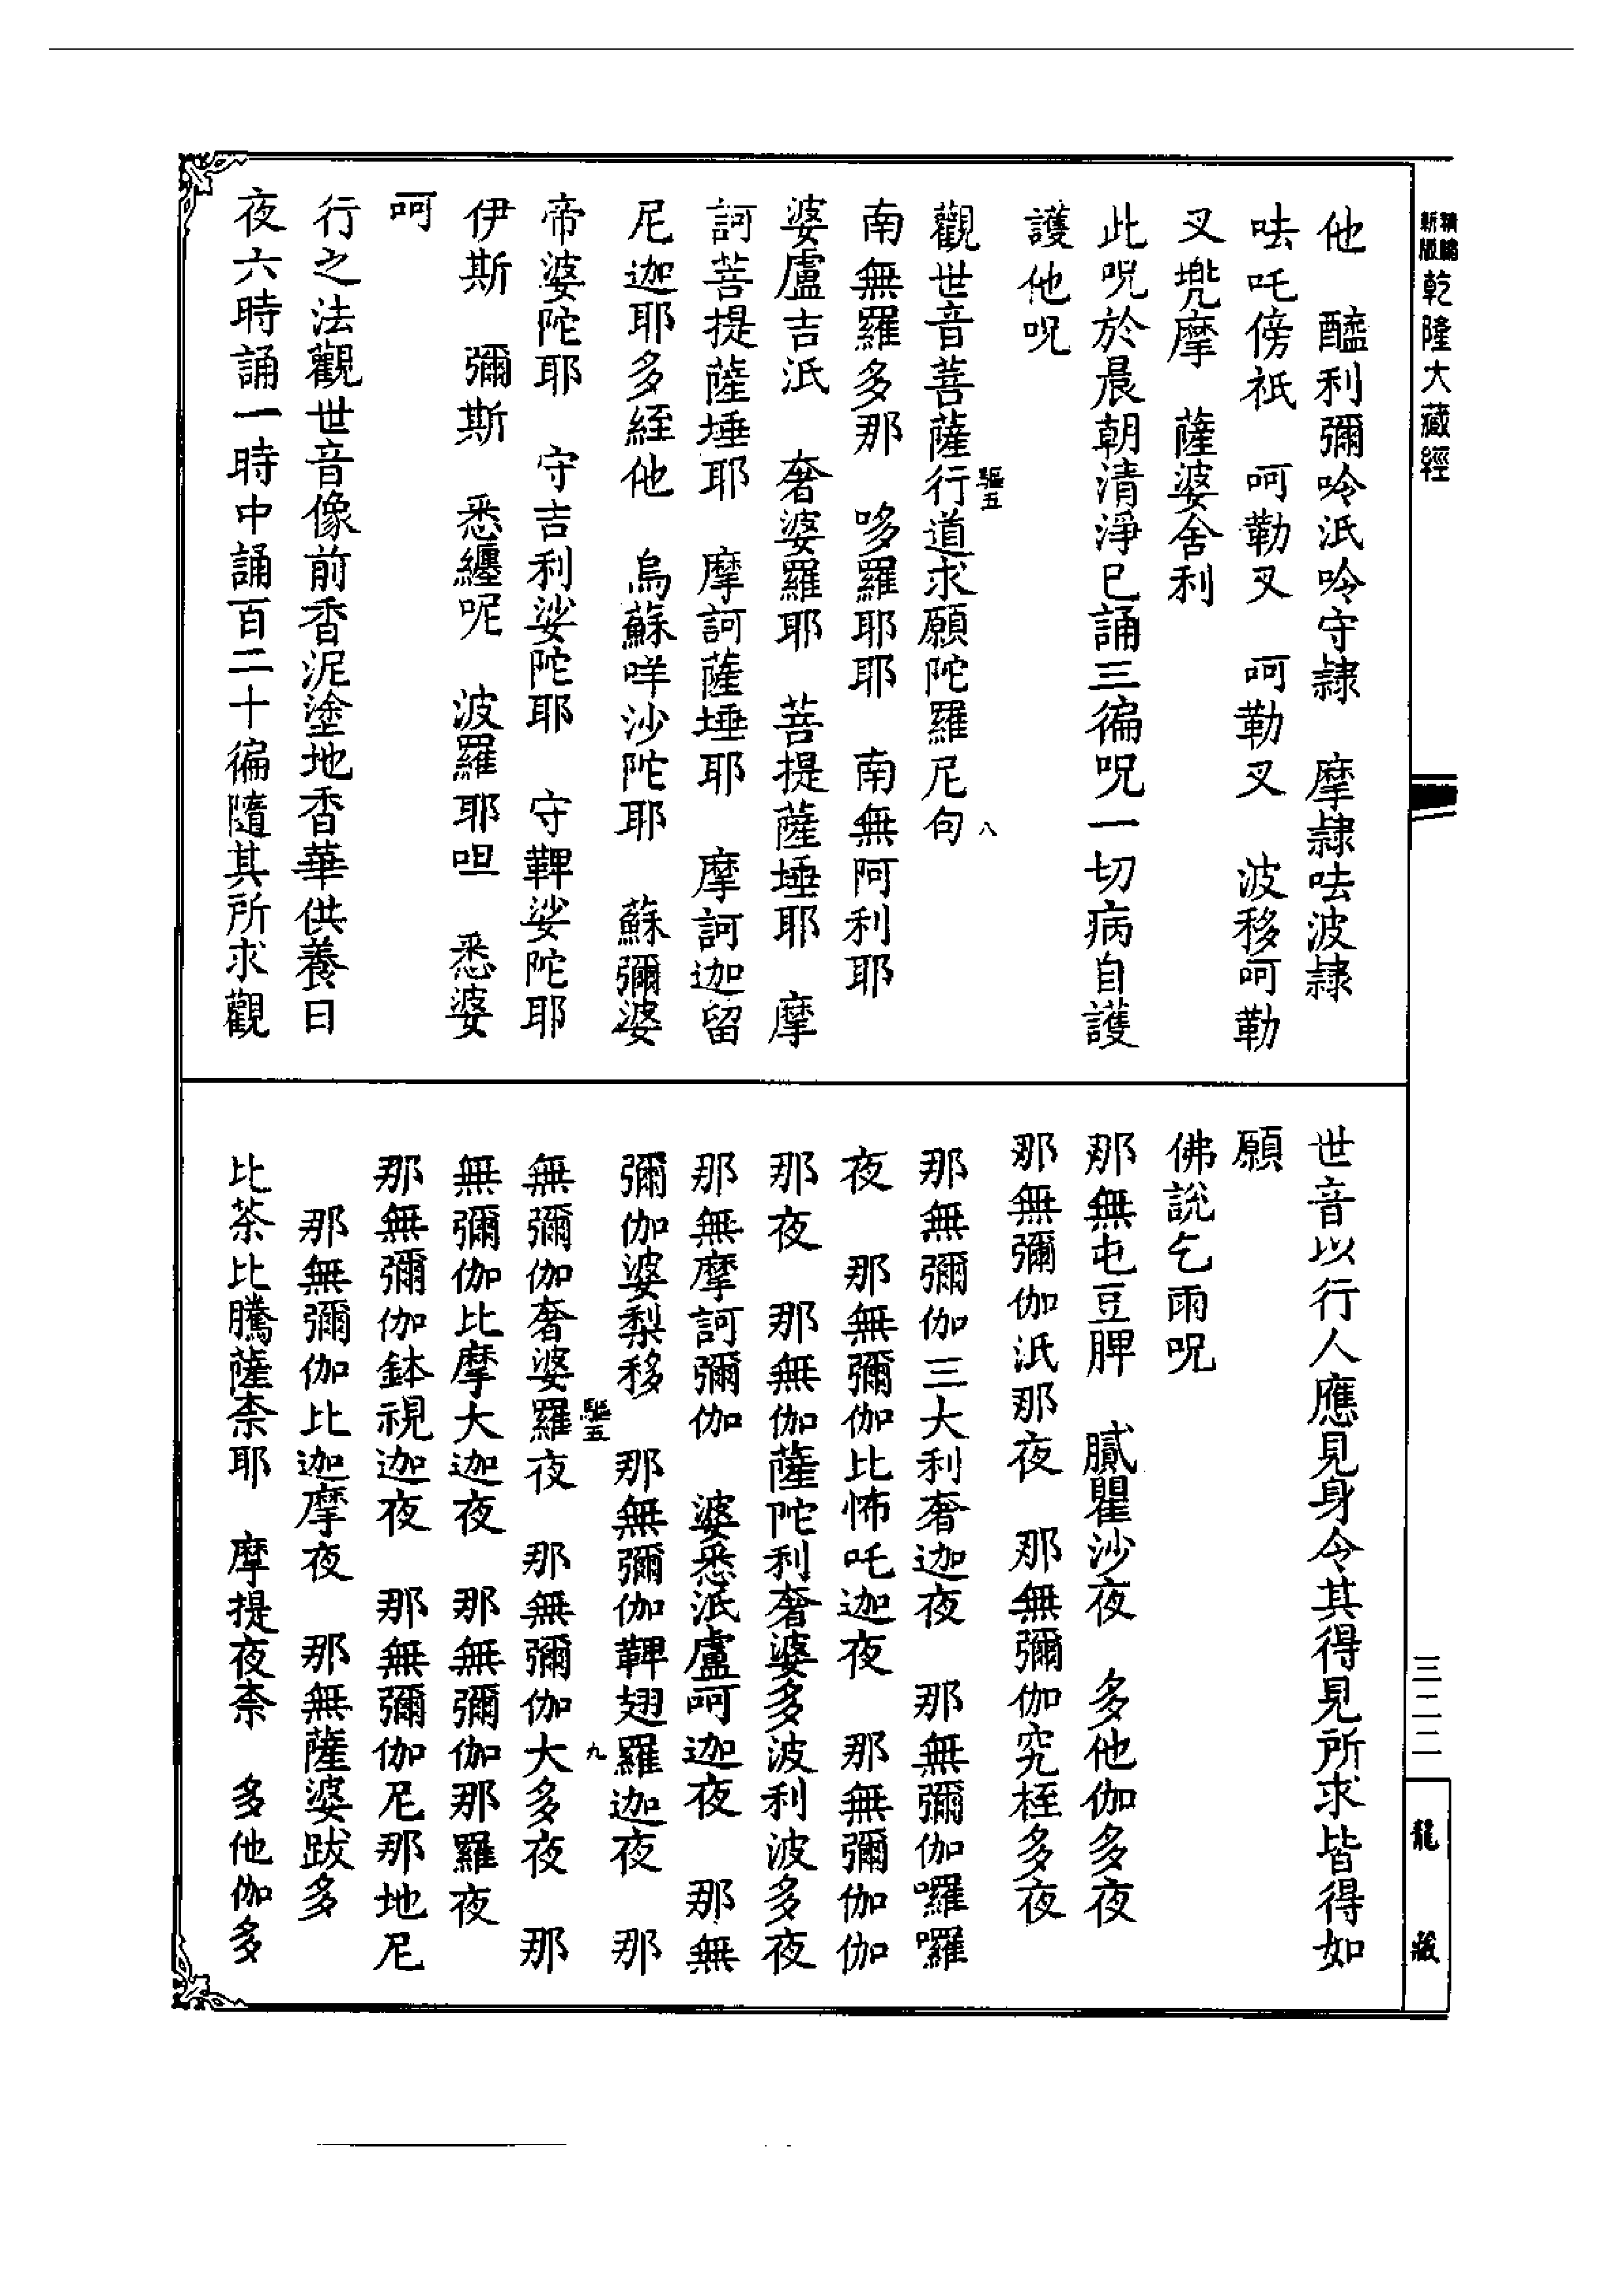 新版精編乾隆大藏經
他　醯利彌呤泜呤守隷　摩隷呿波隷
呿吒傍祇　呵勒叉　呵勒叉　波移呵勒
叉兠摩　薩婆舍利
此呪於晨朝清淨已誦三徧呪一切病自護
護他呪
觀世音菩薩行道求願陀羅尼句
驅五
八
南無羅多那　哆羅耶耶　南無阿利耶
婆盧吉泜　奢婆羅耶　菩提薩埵耶　摩
訶菩提薩埵耶　摩訶薩埵耶　摩訶迦留
尼迦耶多絰他　烏蘇咩沙陀耶　蘇彌婆
帝婆陀耶　守吉利娑陀耶　守鞞娑陀耶
伊斯　彌斯　悉纏呢　波羅耶呾　悉婆
呵
行之法觀世音像前香泥塗地香華供養日
夜六時誦一時中誦百二十徧隨其所求觀
世音以行人應見身令其得見所求皆得如
願
佛說乞雨呪
那無屯豆脾　膩瞿沙夜　多他伽多夜
那無彌伽泜那夜　那無彌伽究桎多夜
那無彌伽三大利奢迦夜　那無彌伽囉囉
夜　那無彌伽比怖吒迦夜　那無彌伽伽
那夜　那無伽薩陀利奢婆多波利波多夜
那無摩訶彌伽　婆悉泜盧呵迦夜　那無
彌伽婆梨移　那無彌伽鞞翅羅迦夜　那
驅五
九
無彌伽奢婆羅夜　那無彌伽大多夜　那
無彌伽比摩大迦夜　那無彌伽那羅夜
那無彌伽鉢視迦夜　那無彌伽尼那地尼
那無彌伽比迦摩夜　那無薩婆跋多
比荼比騰薩柰耶　摩提夜柰　多他伽多
三二二
龍藏